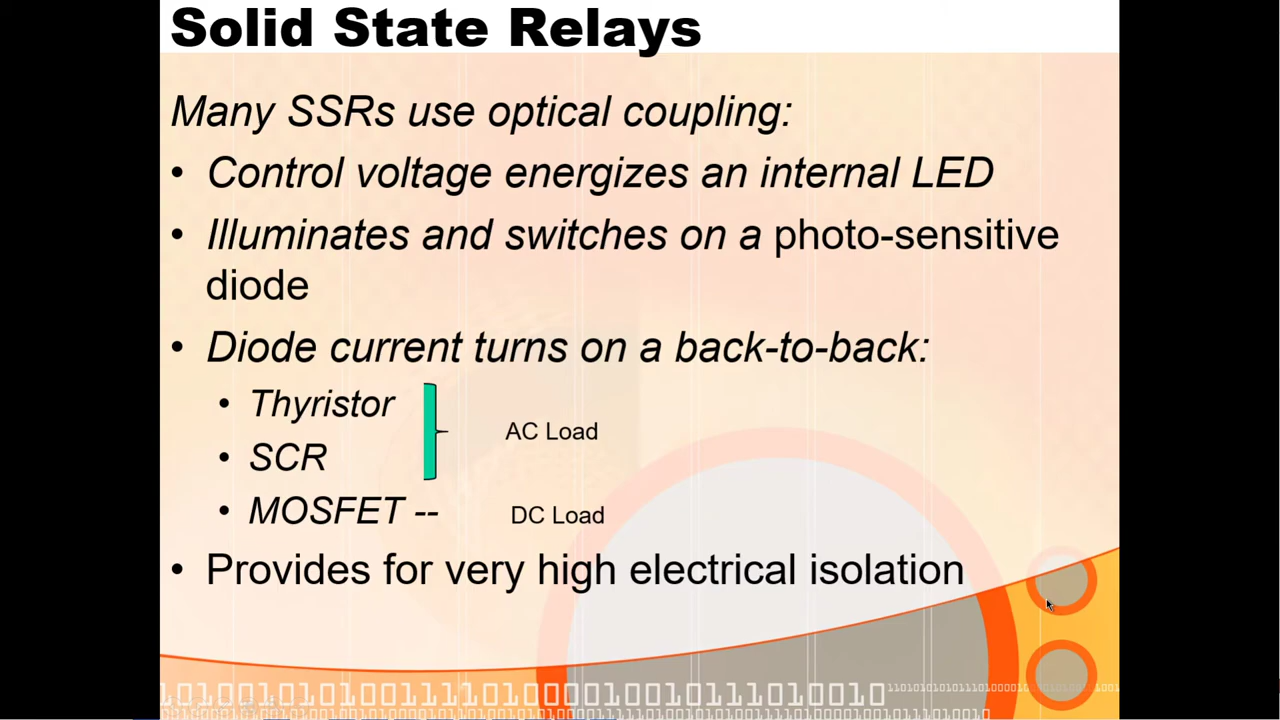 Solid State Relays
Many SSRs use optical coupling:
• Control voltage energizes an internal LED
• Illuminates and switches on a photo-sensitive
diode
• Diode current turns on a back-to-back:
• Thyristor
AC Load
• SCR
• MOSFET --
DC Load
• Provides for very high electrical isolation